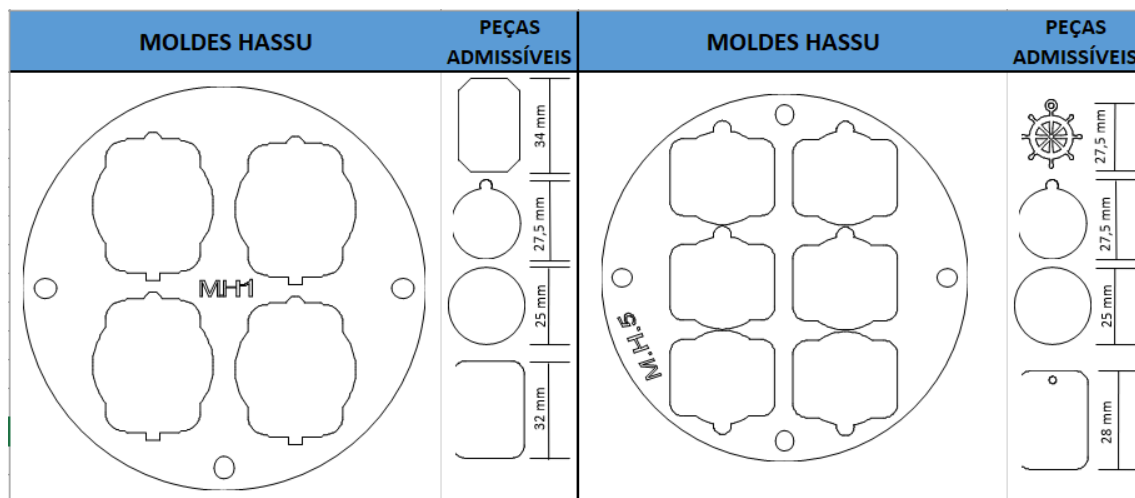 MOLDES HASSU
PEÇAS
ADMISSÍVEIS
MOLDES HASSU
PEÇAS
ADMISSÍVEIS
MH1
34 mm
27,5 mm
25 mm
32 mm
M.H.5
27,5 mm
27,5 mm
25 mm
28 mm